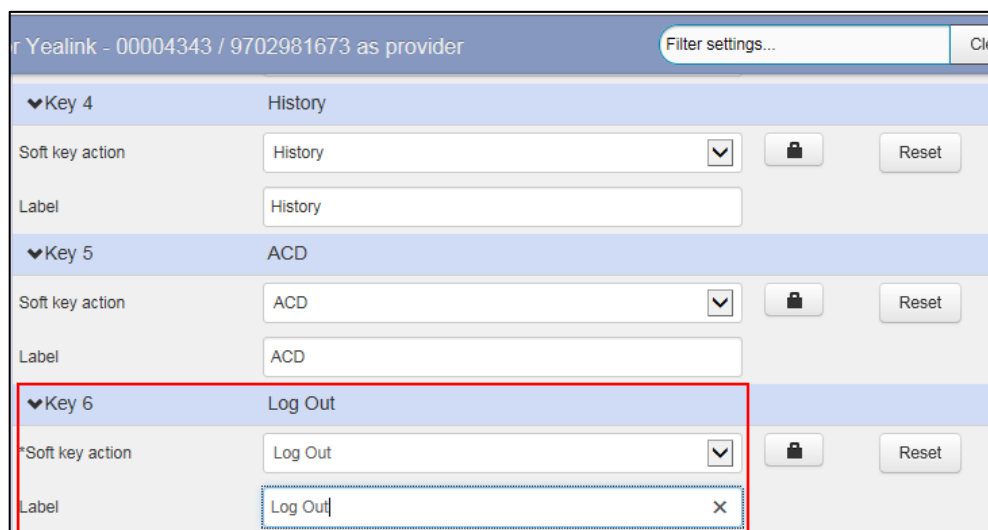 r Yealink - 00004343 / 9702981673 as provider Filter settings... Cle
Key 4 History
Soft key action History Reset
Label History
Key 5 ACD
Soft key action ACD Reset
Label ACD
Key 6 Log Out
*Soft key action Log Out Reset
Label Log Out